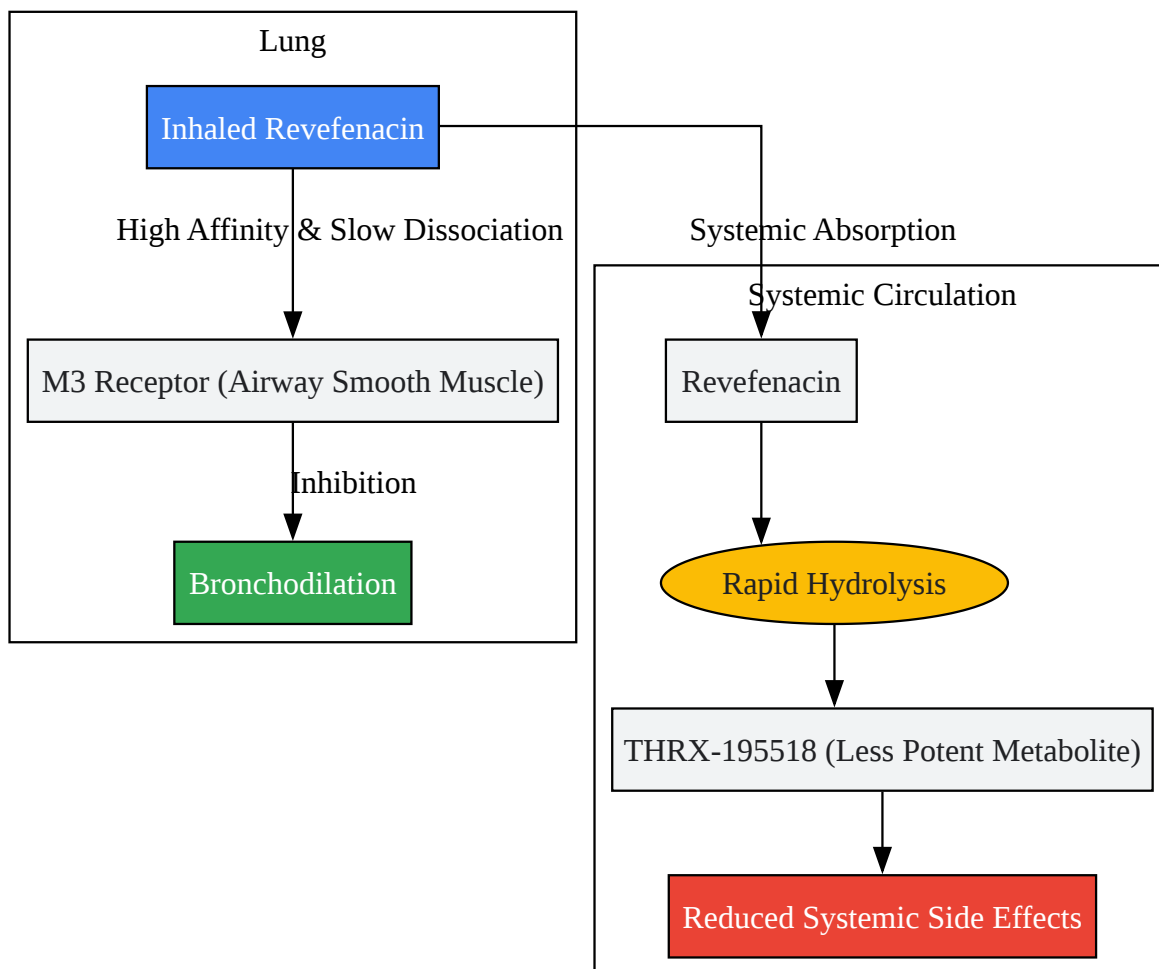 Lung
Inhaled Revefenacin
High Affinity & Slow Dissociation
Systemic Absorption
Systemic Circulation
M3 Receptor (Airway Smooth Muscle)
Revefenacin
Inhibition
Bronchodilation
Rapid Hydrolysis
THRX-195518 (Less Potent Metabolite)
Reduced Systemic Side Effects